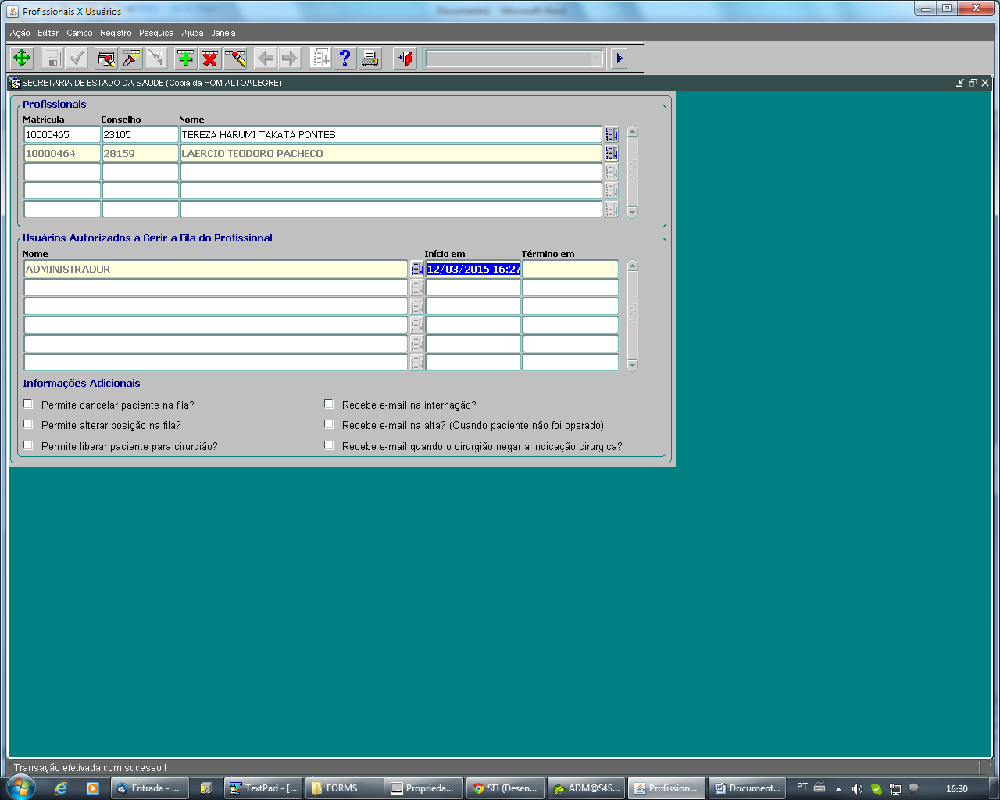 Profissionais X Usuários
Documento1 - Microsoft Word
Ação Editar Campo Registro Pesquisa Ajuda Janela
SECRETARIA DE ESTADO DA SAUDE (Copia da HOM ALTOALEGRE)
Profissionais
Matrícula Conselho Nome
10000465 23105 TEREZA HARUMI TAKATA PONTES
10000464 28159 LAERCIO TEODORO PACHECO
Usuários Autorizados a Gerir a Fila do Profissional
Nome Início em Término em
ADMINISTRADOR 12/03/2015 16:27
Informações Adicionais
Permite cancelar paciente na fila? Recebe e-mail na internação?
Permite alterar posição na fila? Recebe e-mail na alta? (Quando paciente não foi operado)
Permite liberar paciente para cirurgião? Recebe e-mail quando o cirurgião negar a indicação cirurgica?
Transação efetivada com sucesso !
Entrada - ... TextPad - [... FORMS Proprieda... SI3 (Desen... ADM@S4S... Profission... Document... PT 16:30